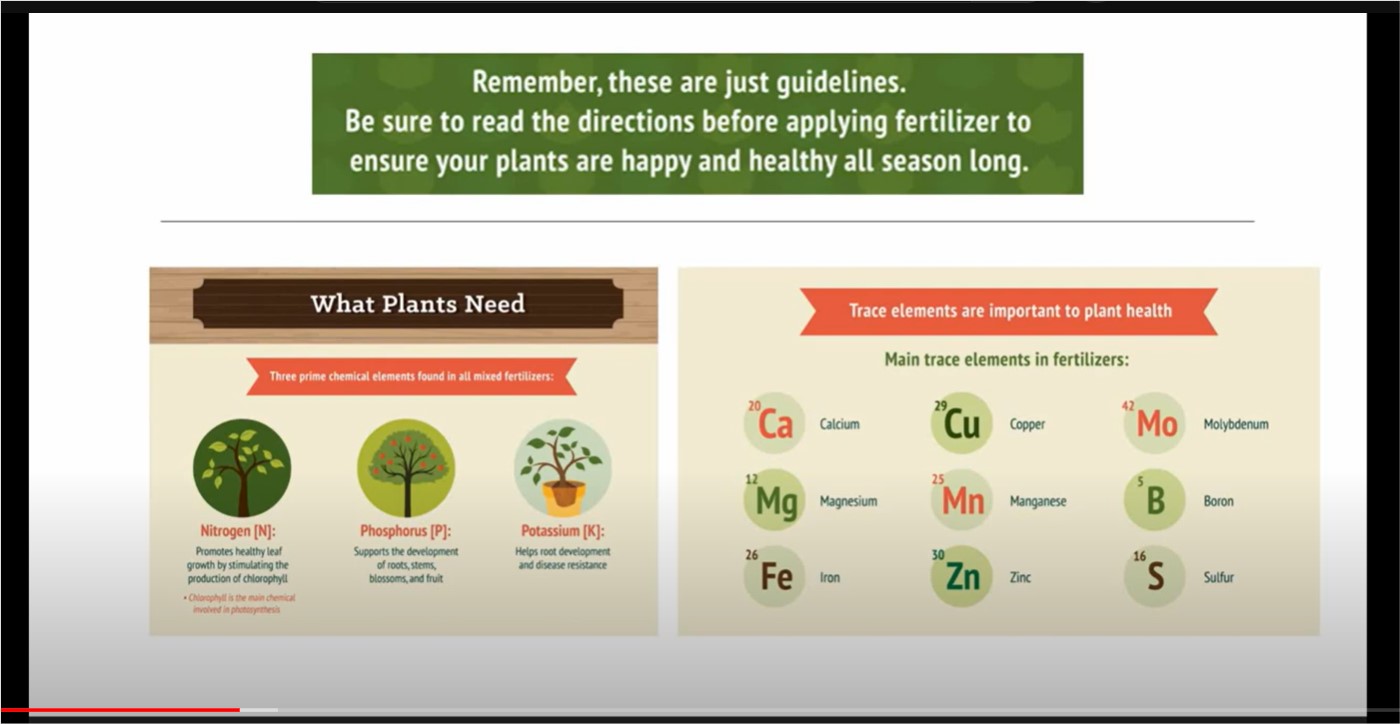 Remember, these are just guidelines.
Be sure to read the directions before applying fertilizer to
ensure your plants are happy and healthy all season long.
What Plants Need
Three prime chemical elements found in all mixed fertilizers:
Nitrogen [N]:
Promotes healthy leaf
growth by stimulating the
production of chlorophyll
• Chlorophyll is the main chemical
involved in photosynthesis
Phosphorus [P]:
Supports the development
of roots, stems,
blossoms, and fruit
Potassium [K]:
Helps root development
and disease resistance
Trace elements are important to plant health
Main trace elements in fertilizers:
20 Ca Calcium
29 Cu Copper
42 Mo Molybdenum
12 Mg Magnesium
25 Mn Manganese
5 B Boron
26 Fe Iron
30 Zn Zinc
16 S Sulfur